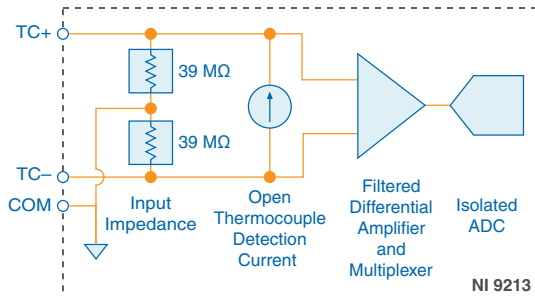 TC+
39 MΩ
39 MΩ
TC–
COM
Input
Impedance
Open
Thermocouple
Detection
Current
Filtered
Differential
Amplifier
and
Multiplexer
Isolated
ADC
NI 9213